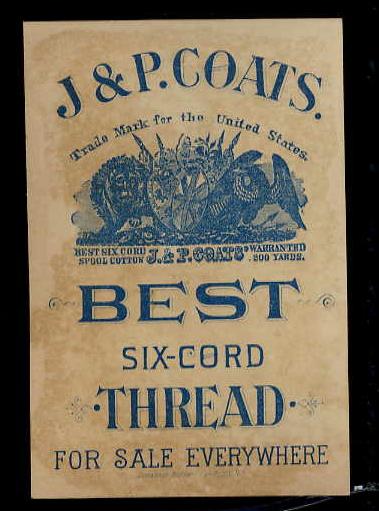 J & P. COATS.
Trade Mark for the United States.
BEST SIX CORD J. & P. COATS' WARRANTED
SPOOL COTTON 200 YARDS.
BEST
SIX-CORD
THREAD
FOR SALE EVERYWHERE